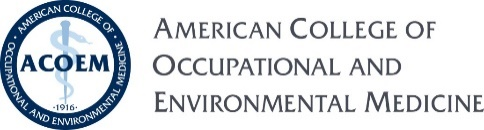 AMERICAN COLLEGE OF
OCCUPATIONAL AND ENVIRONMENTAL MEDICINE
ACOEM
·1916·
AMERICAN COLLEGE OF
OCCUPATIONAL AND
ENVIRONMENTAL MEDICINE